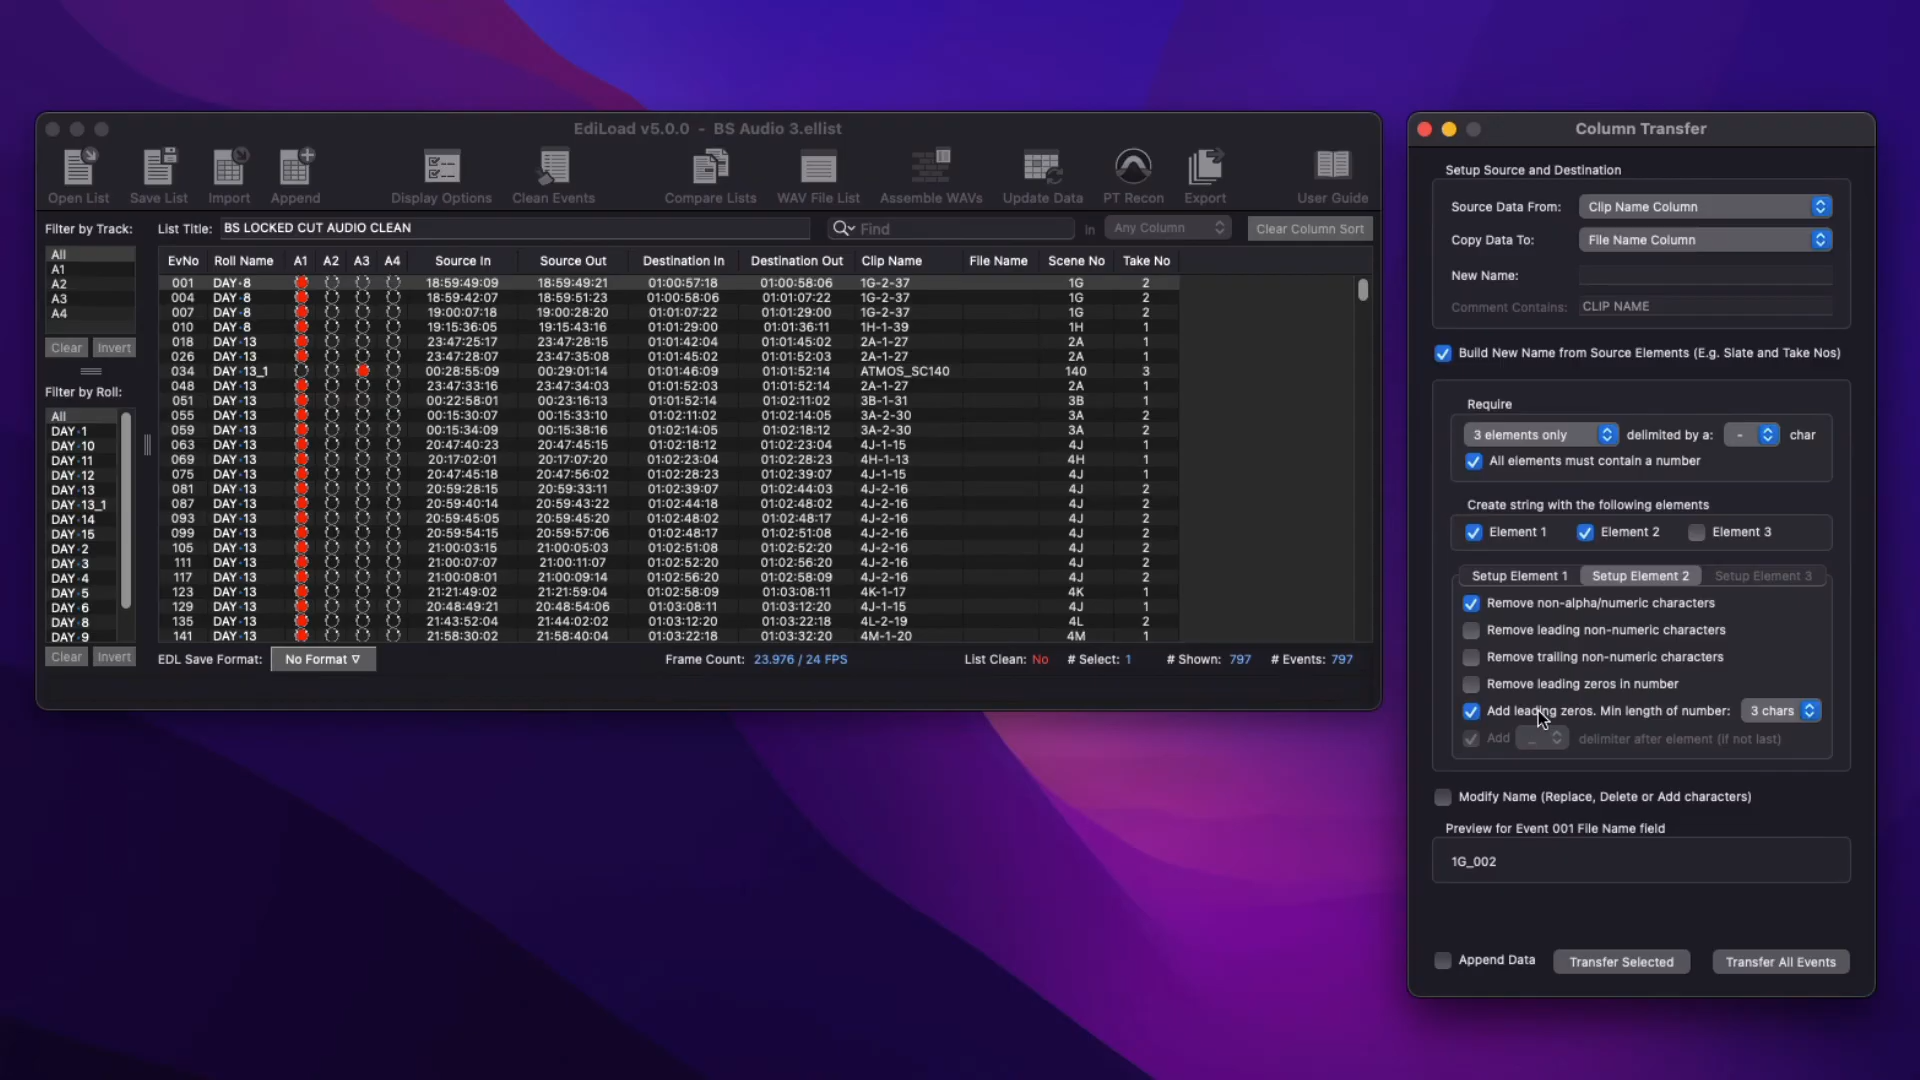 EdiLoad v5.0.0 - BS Audio 3.ellist
Open List Save List Import Append Display Options Clean Events Compare Lists WAV File List Assemble WAVs Update Data PT Recon Export User Guide
Filter by Track: List Title: BS LOCKED CUT AUDIO CLEAN Find In Any Column Clear Column Sort
All
A1
A2
A3
A4
Clear Invert
Filter by Roll:
All
DAY-1
DAY-10
DAY-11
DAY-12
DAY-13
DAY-13_1
DAY-14
DAY-15
DAY-2
DAY-3
DAY-4
DAY-5
DAY-6
DAY-8
DAY-9
Clear Invert
EvNo Roll Name A1 A2 A3 A4 Source In Source Out Destination In Destination Out Clip Name File Name Scene No Take No
001 DAY-8 18:59:49:09 18:59:49:21 01:00:57:18 01:00:58:06 1G-2-37 1G 2
004 DAY-8 18:59:42:07 18:59:51:23 01:00:58:06 01:01:07:22 1G-2-37 1G 2
007 DAY-8 19:00:07:18 19:00:28:20 01:01:07:22 01:01:29:00 1G-2-37 1G 2
010 DAY-8 19:15:36:05 19:15:43:16 01:01:29:00 01:01:36:11 1H-1-39 1H 1
018 DAY-13 23:47:25:17 23:47:28:15 01:01:42:04 01:01:45:02 2A-1-27 2A 1
026 DAY-13 23:47:28:07 23:47:35:08 01:01:45:02 01:01:52:03 2A-1-27 2A 1
034 DAY-13_1 00:28:55:09 00:29:01:14 01:01:46:09 01:01:52:14 ATMOS_SC140 140 3
048 DAY-13 23:47:33:16 23:47:34:03 01:01:52:03 01:01:52:14 2A-1-27 2A 1
051 DAY-13 00:22:58:01 00:23:16:13 01:01:52:14 01:02:11:02 3B-1-31 3B 1
055 DAY-13 00:15:30:07 00:15:33:10 01:02:11:02 01:02:14:05 3A-2-30 3A 2
059 DAY-13 00:15:34:09 00:15:38:16 01:02:14:05 01:02:18:12 3A-2-30 3A 2
063 DAY-13 20:47:40:23 20:47:45:15 01:02:18:12 01:02:23:04 4J-1-15 4J 1
069 DAY-13 20:17:02:01 20:17:07:20 01:02:23:04 01:02:28:23 4H-1-13 4H 1
075 DAY-13 20:47:45:18 20:47:56:02 01:02:28:23 01:02:39:07 4J-1-15 4J 1
081 DAY-13 20:59:28:15 20:59:33:11 01:02:39:07 01:02:44:03 4J-2-16 4J 2
087 DAY-13 20:59:40:14 20:59:43:22 01:02:44:18 01:02:48:02 4J-2-16 4J 2
093 DAY-13 20:59:45:05 20:59:45:20 01:02:48:02 01:02:48:17 4J-2-16 4J 2
099 DAY-13 20:59:54:15 20:59:57:06 01:02:48:17 01:02:51:08 4J-2-16 4J 2
105 DAY-13 21:00:03:15 21:00:05:03 01:02:51:08 01:02:52:20 4J-2-16 4J 2
111 DAY-13 21:00:07:07 21:00:11:07 01:02:52:20 01:02:56:20 4J-2-16 4J 2
117 DAY-13 21:00:08:01 21:00:09:14 01:02:56:20 01:02:58:09 4J-2-16 4J 2
123 DAY-13 21:21:49:02 21:21:59:04 01:02:58:09 01:03:08:11 4K-1-17 4K 1
129 DAY-13 20:48:49:21 20:48:54:06 01:03:08:11 01:03:12:20 4J-1-15 4J 1
135 DAY-13 21:43:52:04 21:44:02:02 01:03:12:20 01:03:22:18 4L-2-19 4L 2
141 DAY-13 21:58:30:02 21:58:40:04 01:03:22:18 01:03:32:20 4M-1-20 4M 1
EDL Save Format: No Format Frame Count: 23.976 / 24 FPS List Clean: No # Select: 1 # Shown: 797 # Events: 797
Column Transfer
Setup Source and Destination
Source Data From: Clip Name Column
Copy Data To: File Name Column
New Name:
Comment Contains: CLIP NAME
Build New Name from Source Elements (E.g. Slate and Take Nos)
Require
3 elements only delimited by a: - char
All elements must contain a number
Create string with the following elements
Element 1 Element 2 Element 3
Setup Element 1 Setup Element 2 Setup Element 3
Remove non-alpha/numeric characters
Remove leading non-numeric characters
Remove trailing non-numeric characters
Remove leading zeros in number
Add leading zeros. Min length of number: 3 chars
Add _ delimiter after element (if not last)
Modify Name (Replace, Delete or Add characters)
Preview for Event 001 File Name field
1G_002
Append Data Transfer Selected Transfer All Events